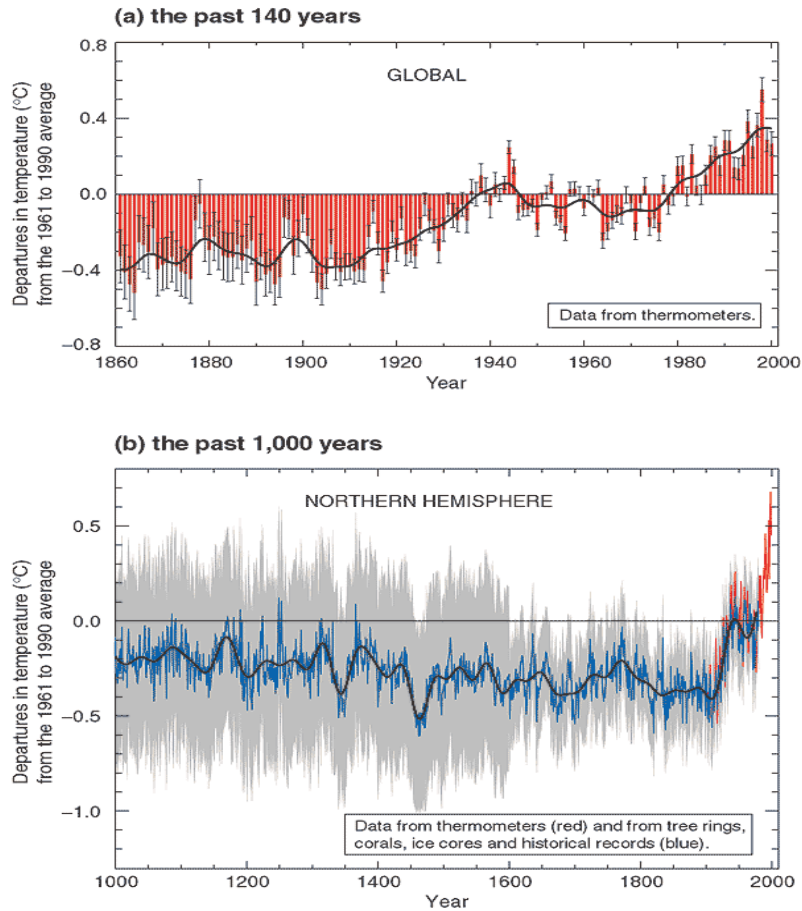 (a) the past 140 years
GLOBAL
Departures in temperature (°C)
from the 1961 to 1990 average
0.8
0.4
0.0
−0.4
−0.8
Data from thermometers.
1860 1880 1900 1920 1940 1960 1980 2000
Year
(b) the past 1,000 years
NORTHERN HEMISPHERE
Departures in temperature (°C)
from the 1961 to 1990 average
0.5
0.0
−0.5
−1.0
Data from thermometers (red) and from tree rings,
corals, ice cores and historical records (blue).
1000 1200 1400 1600 1800 2000
Year